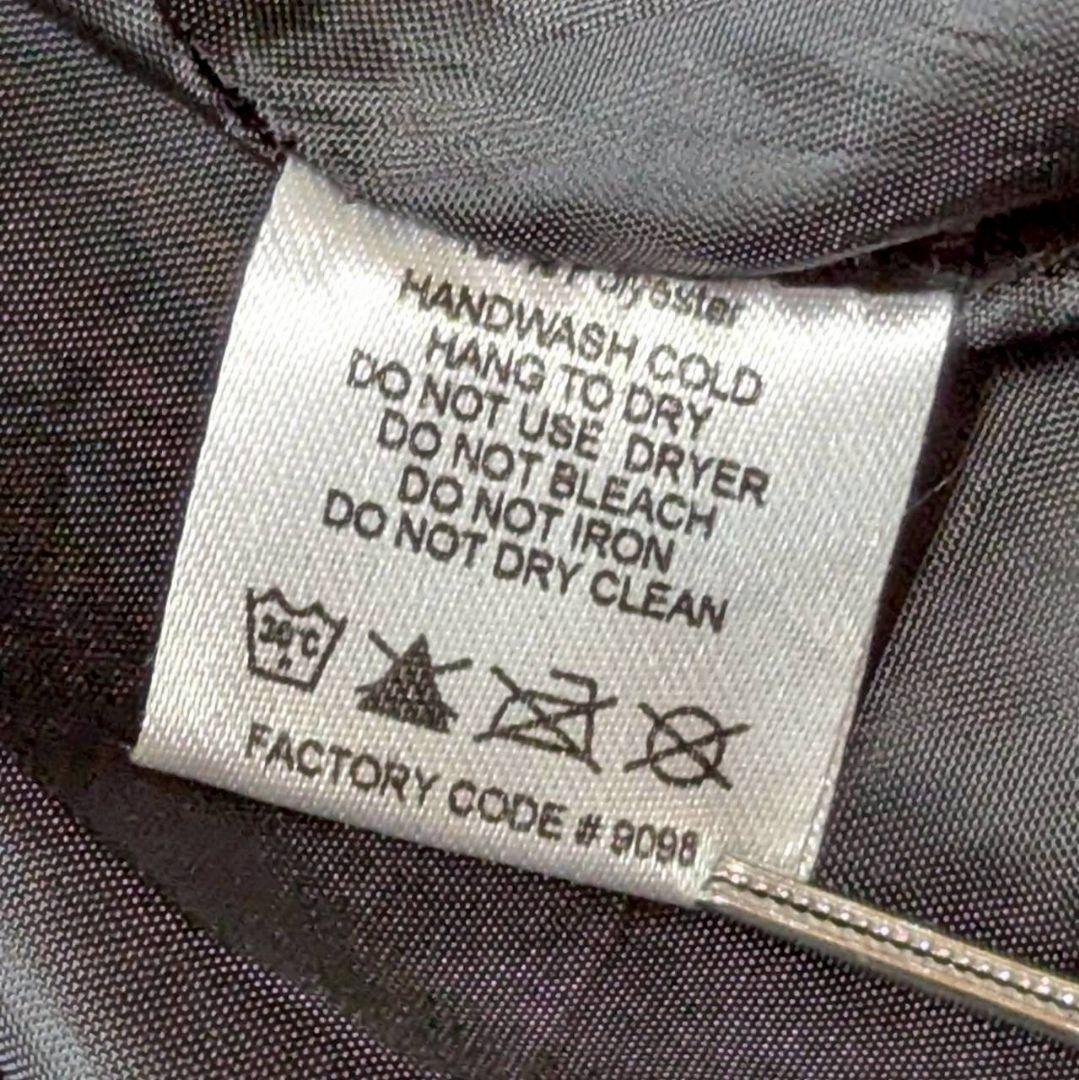 Polyester
HANDWASH COLD
HANG TO DRY
DO NOT USE DRYER
DO NOT BLEACH
DO NOT IRON
DO NOT DRY CLEAN
30°C
FACTORY CODE # 9098